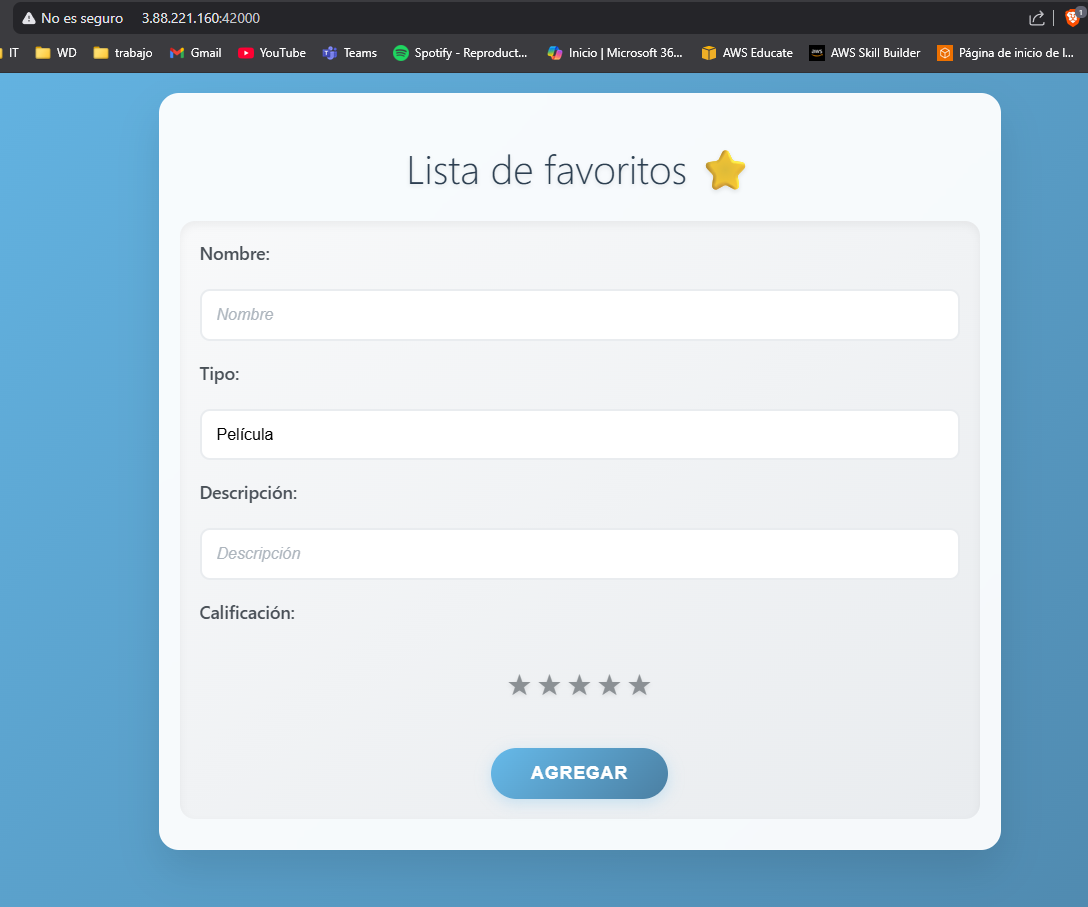 No es seguro 3.88.221.160:42000
1
IT WD trabajo Gmail YouTube Teams Spotify - Reproduct... Inicio | Microsoft 36... AWS Educate aws AWS Skill Builder Página de inicio de l...
Lista de favoritos
Nombre:
Nombre
Tipo:
Película
Descripción:
Descripción
Calificación:
AGREGAR